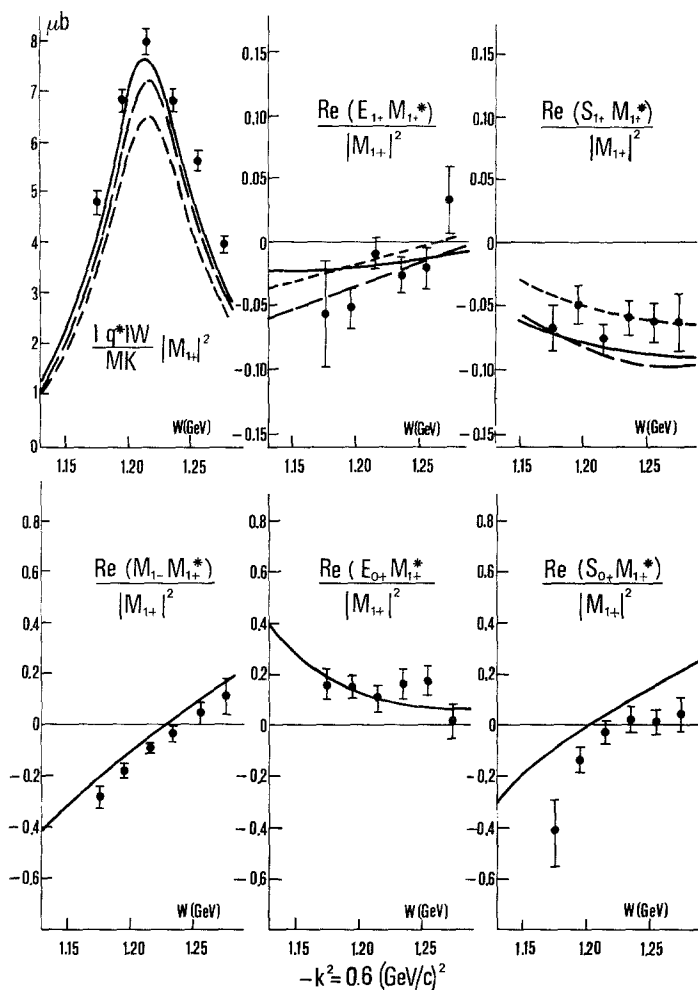 μb
8
7
6
5
4
3
2
1
0
|q*|W
MK
|M₁₊|²
W(GeV)
1.15 1.20 1.25
0.15
0.10
0.05
0
-0.05
-0.10
-0.15
Re (E₁₊ M₁₊*)
|M₁₊|²
W(GeV)
1.15 1.20 1.25
0.15
0.10
0.05
0
-0.05
-0.10
-0.15
Re (S₁₊ M₁₊*)
|M₁₊|²
W(GeV)
1.15 1.20 1.25
0.8
0.6
0.4
0.2
0
-0.2
-0.4
-0.6
Re (M₁₋ M₁₊*)
|M₁₊|²
W(GeV)
1.15 1.20 1.25
0.8
0.6
0.4
0.2
0
-0.2
-0.4
-0.6
Re (E₀₊ M₁₊*
|M₁₊|²
W(GeV)
1.15 1.20 1.25
0.8
0.6
0.4
0.2
0
-0.2
-0.4
-0.6
Re (S₀₊ M₁₊*)
|M₁₊|²
W(GeV)
1.15 1.20 1.25
-k² = 0.6 (GeV/c)²